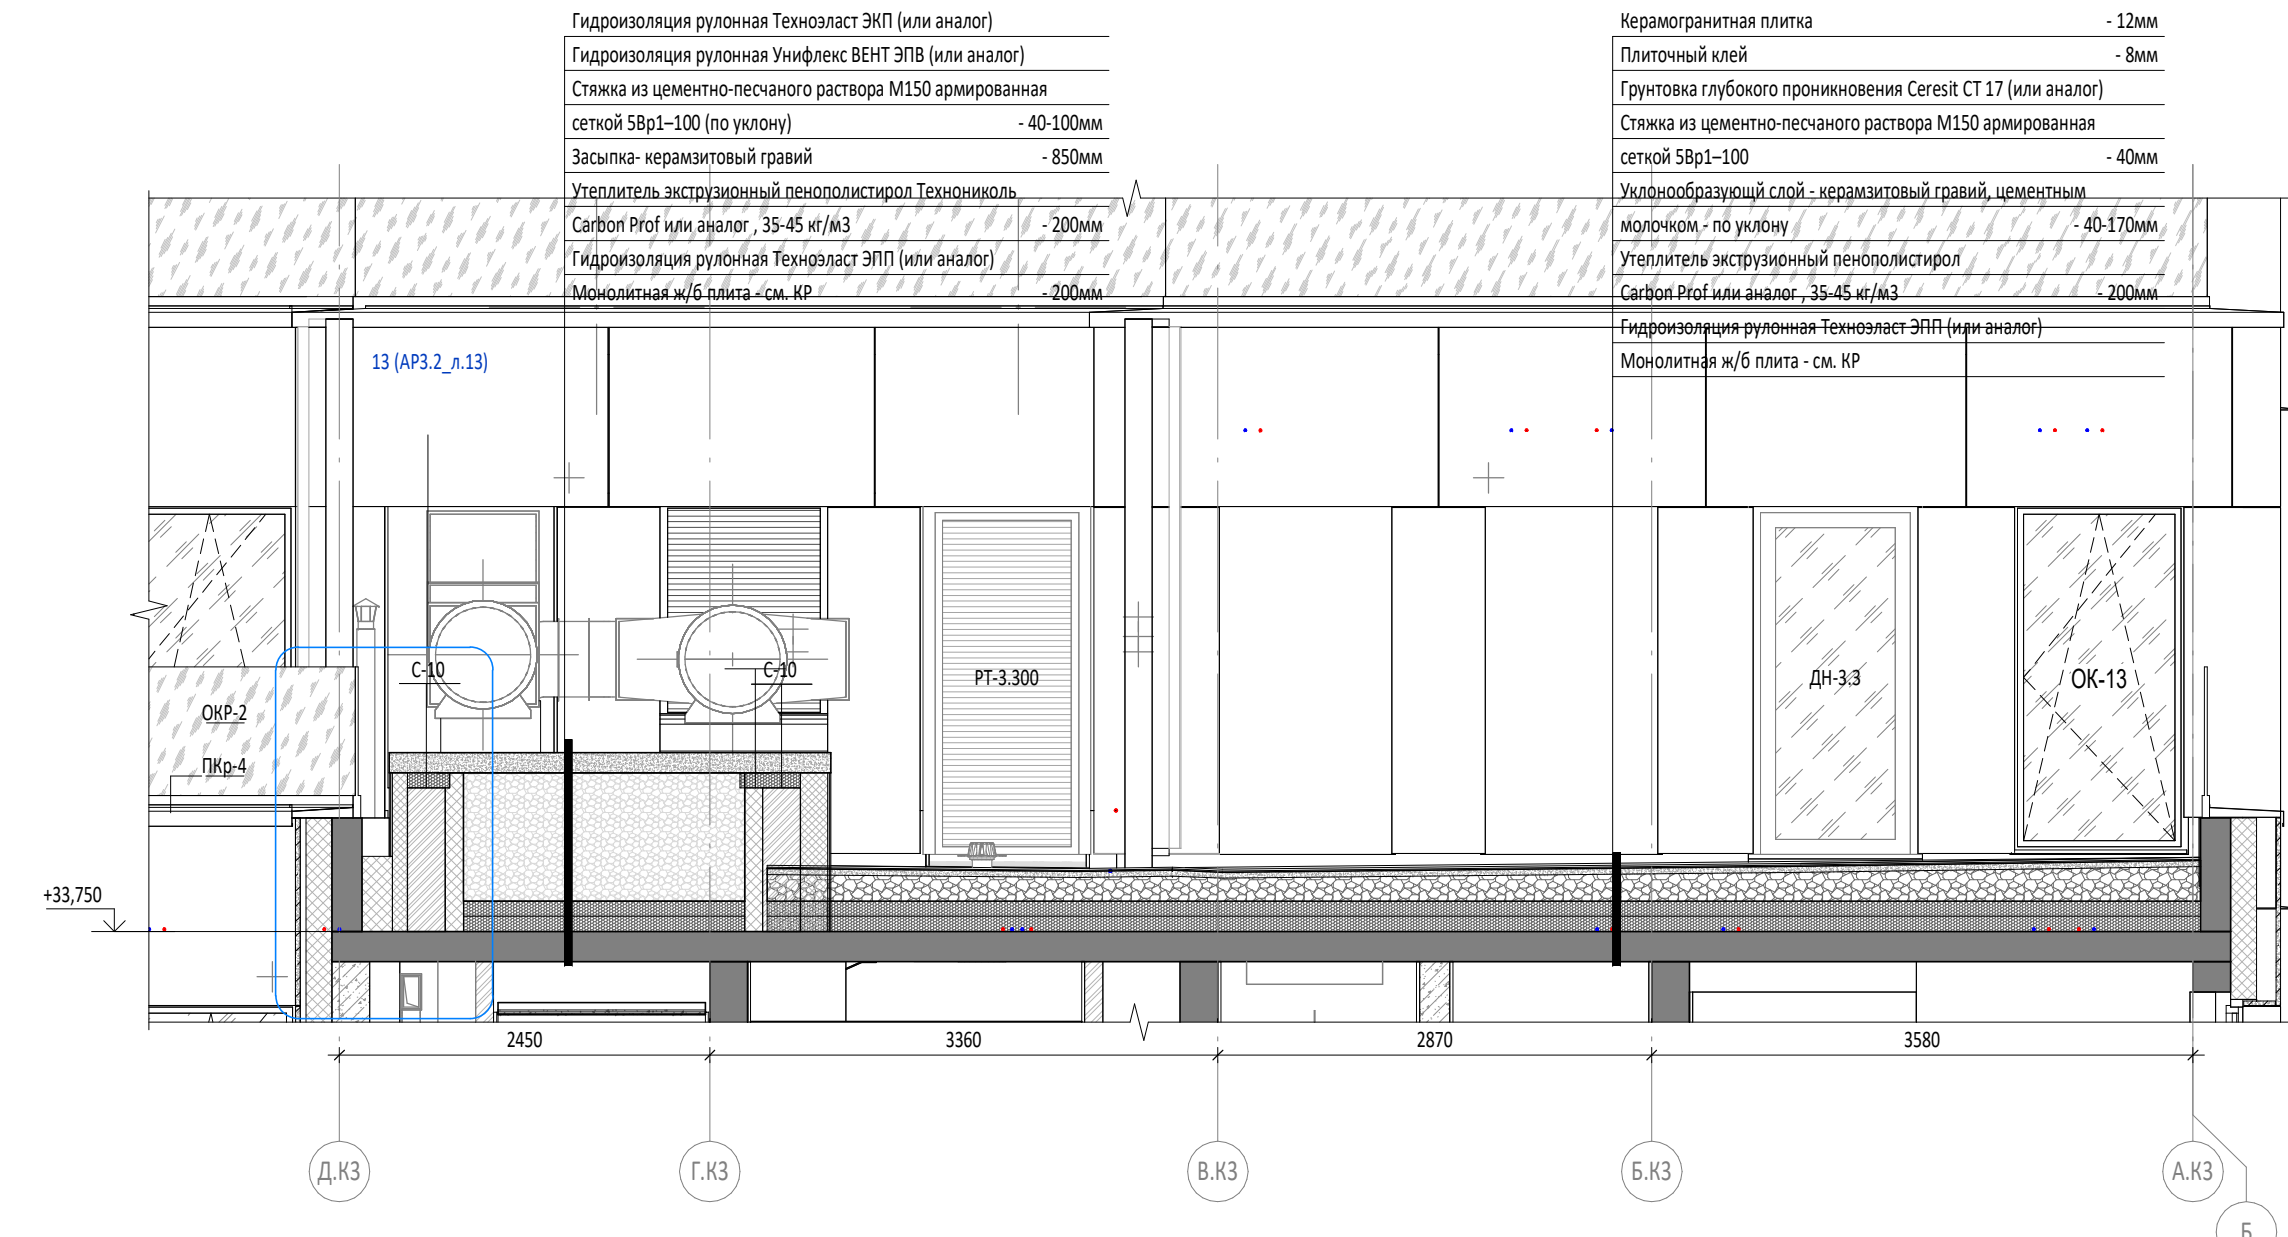 Гидроизоляция рулонная Техноэласт ЭКП (или аналог)
Гидроизоляция рулонная Унифлекс ВЕНТ ЭПВ (или аналог)
Стяжка из цементно-песчаного раствора М150 армированная
сеткой 5Вр1–100 (по уклону) - 40-100мм
Засыпка- керамзитовый гравий - 850мм
Утеплитель экструзионный пенополистирол Технониколь
Carbon Prof или аналог , 35-45 кг/м3 - 200мм
Гидроизоляция рулонная Техноэласт ЭПП (или аналог)
Монолитная ж/б плита - см. КР - 200мм
Керамогранитная плитка - 12мм
Плиточный клей - 8мм
Грунтовка глубокого проникновения Ceresit CT 17 (или аналог)
Стяжка из цементно-песчаного раствора М150 армированная
сеткой 5Вр1–100 - 40мм
Уклонообразующй слой - керамзитовый гравий, цементным
молочком - по уклону - 40-170мм
Утеплитель экструзионный пенополистирол
Carbon Prof или аналог , 35-45 кг/м3 - 200мм
Гидроизоляция рулонная Техноэласт ЭПП (или аналог)
Монолитная ж/б плита - см. КР
13 (АР3.2_л.13)
С-10
С-10
РТ-3.300
ДН-3.3
ОК-13
ОКР-2
ПКр-4
+33,750
2450
3360
2870
3580
Д.К3
Г.К3
В.К3
Б.К3
А.К3
Б